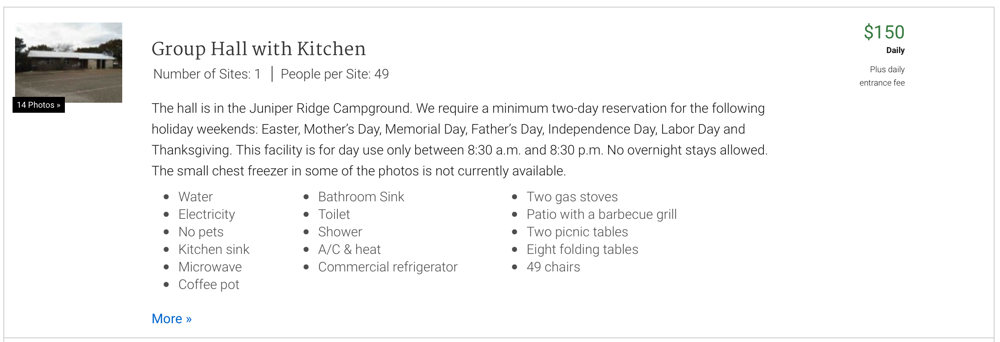 $150
Group Hall with Kitchen
Daily
Number of Sites: 1 | People per Site: 49
Plus daily
entrance fee
14 Photos »
The hall is in the Juniper Ridge Campground. We require a minimum two-day reservation for the following
holiday weekends: Easter, Mother’s Day, Memorial Day, Father’s Day, Independence Day, Labor Day and
Thanksgiving. This facility is for day use only between 8:30 a.m. and 8:30 p.m. No overnight stays allowed.
The small chest freezer in some of the photos is not currently available.
• Water
• Electricity
• No pets
• Kitchen sink
• Microwave
• Coffee pot
• Bathroom Sink
• Toilet
• Shower
• A/C & heat
• Commercial refrigerator
• Two gas stoves
• Patio with a barbecue grill
• Two picnic tables
• Eight folding tables
• 49 chairs
More »